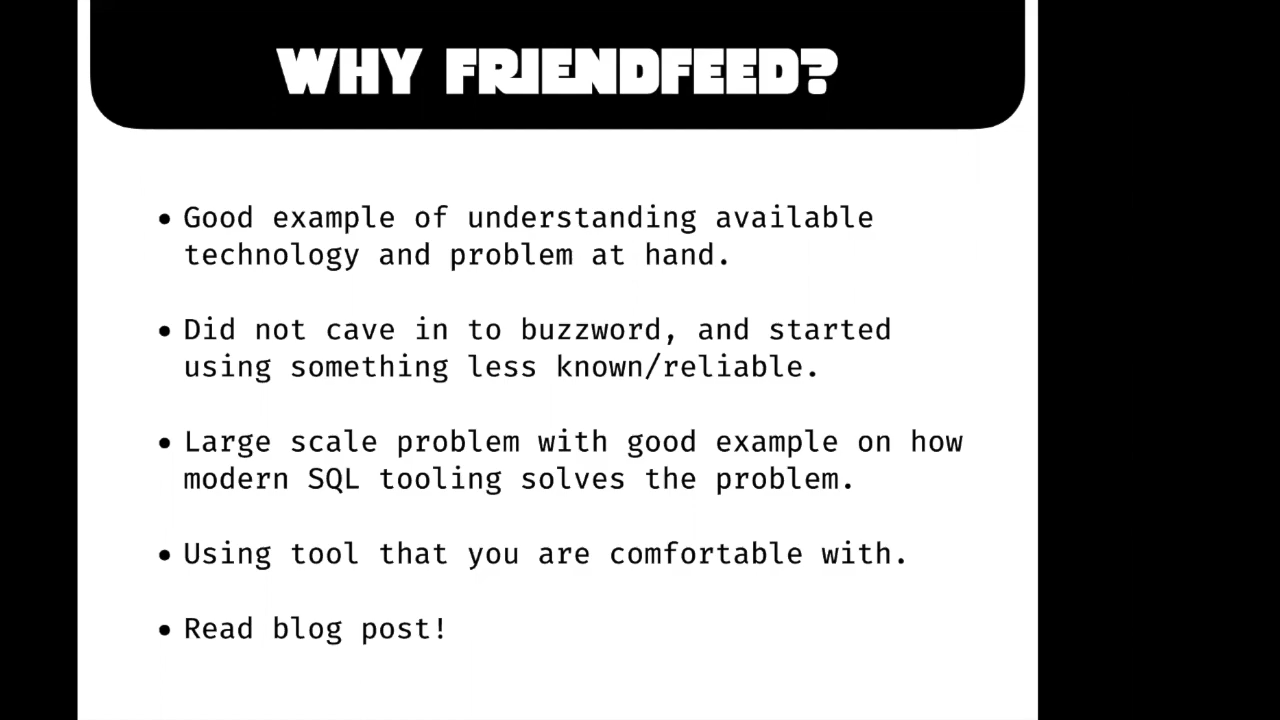 WHY FRIENDFEED?
• Good example of understanding available
technology and problem at hand.
• Did not cave in to buzzword, and started
using something less known/reliable.
• Large scale problem with good example on how
modern SQL tooling solves the problem.
• Using tool that you are comfortable with.
• Read blog post!